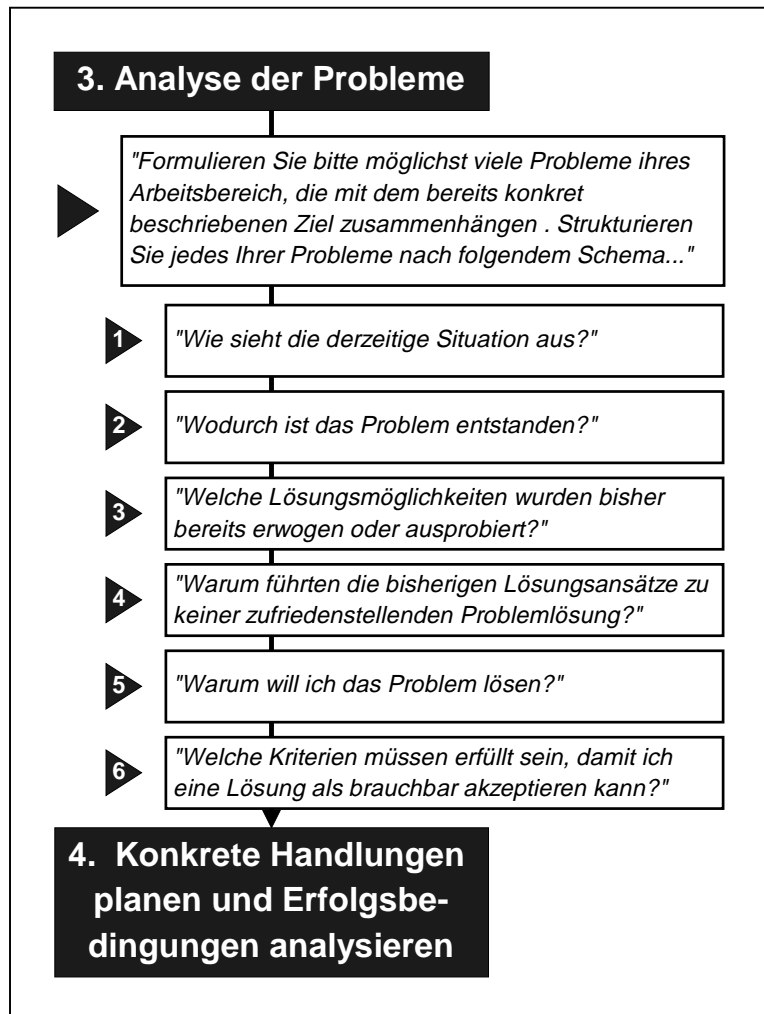 3. Analyse der Probleme
"Formulieren Sie bitte möglichst viele Probleme ihres
Arbeitsbereich, die mit dem bereits konkret
beschriebenen Ziel zusammenhängen . Strukturieren
Sie jedes Ihrer Probleme nach folgendem Schema..."
1 "Wie sieht die derzeitige Situation aus?"
2 "Wodurch ist das Problem entstanden?"
3 "Welche Lösungsmöglichkeiten wurden bisher
bereits erwogen oder ausprobiert?"
4 "Warum führten die bisherigen Lösungsansätze zu
keiner zufriedenstellenden Problemlösung?"
5 "Warum will ich das Problem lösen?"
6 "Welche Kriterien müssen erfüllt sein, damit ich
eine Lösung als brauchbar akzeptieren kann?"
4. Konkrete Handlungen
planen und Erfolgsbe-
dingungen analysieren